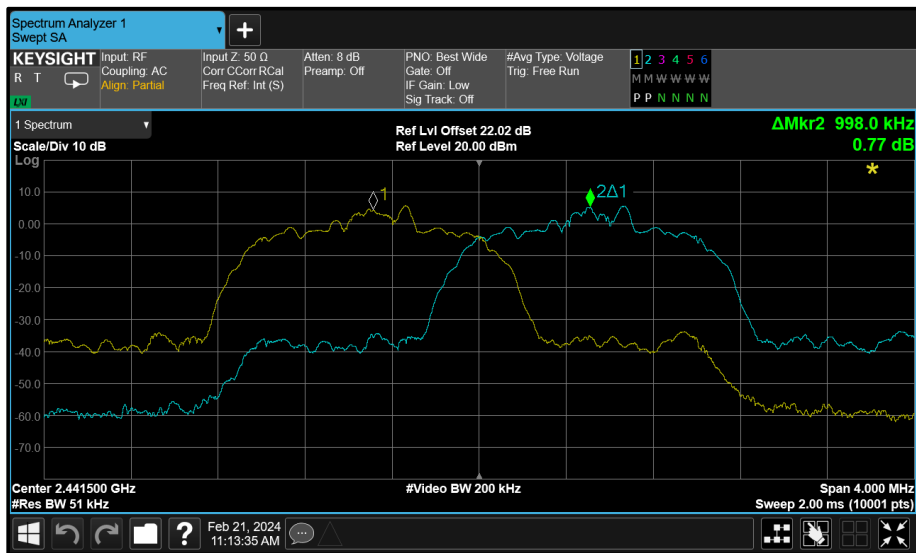 Spectrum Analyzer 1
Swept SA
KEYSIGHT
R T
LXI
Input: RF
Coupling: AC
Align: Partial
Input Z: 50 Ω
Corr CCorr RCal
Freq Ref: Int (S)
Atten: 8 dB
Preamp: Off
PNO: Best Wide
Gate: Off
IF Gain: Low
Sig Track: Off
#Avg Type: Voltage
Trig: Free Run
1 2 3 4 5 6
M M W W W W
P P N N N N
1 Spectrum
Scale/Div 10 dB
Ref Lvl Offset 22.02 dB
Ref Level 20.00 dBm
ΔMkr2 998.0 kHz
0.77 dB
*
Log
10.0
0.00
-10.0
-20.0
-30.0
-40.0
-50.0
-60.0
-70.0
1
2Δ1
Center 2.441500 GHz
#Res BW 51 kHz
#Video BW 200 kHz
Span 4.000 MHz
Sweep 2.00 ms (10001 pts)
?
Feb 21, 2024
11:13:35 AM